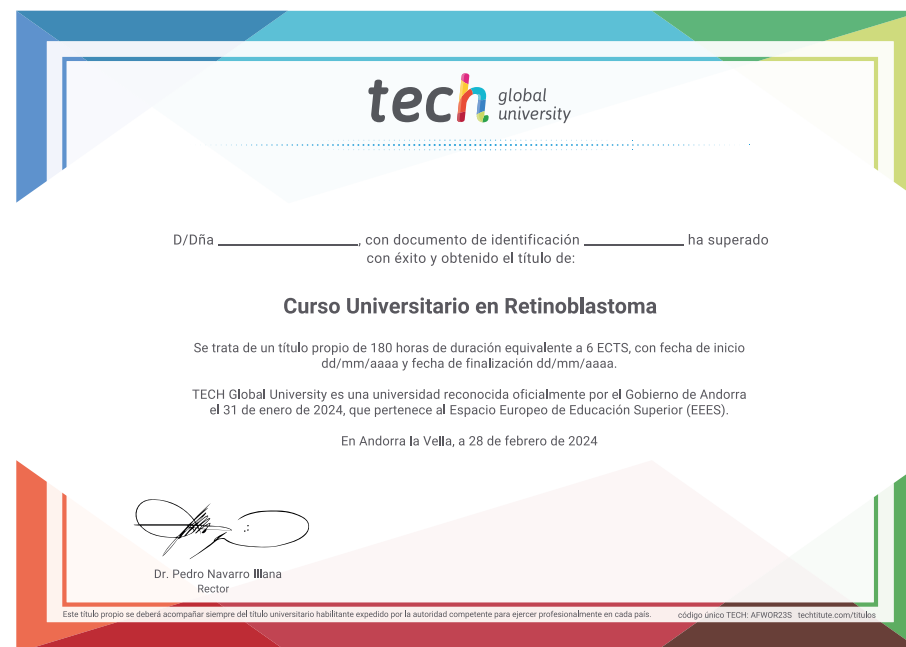 tech global university
D/Dña ____________________, con documento de identificación ______________ ha superado
con éxito y obtenido el título de:
Curso Universitario en Retinoblastoma
Se trata de un título propio de 180 horas de duración equivalente a 6 ECTS, con fecha de inicio
dd/mm/aaaa y fecha de finalización dd/mm/aaaa.
TECH Global University es una universidad reconocida oficialmente por el Gobierno de Andorra
el 31 de enero de 2024, que pertenece al Espacio Europeo de Educación Superior (EEES).
En Andorra la Vella, a 28 de febrero de 2024
Dr. Pedro Navarro Illana
Rector
Este título propio se deberá acompañar siempre del título universitario habilitante expedido por la autoridad competente para ejercer profesionalmente en cada país. código único TECH: AFWOR23S techtitute.com/titulos